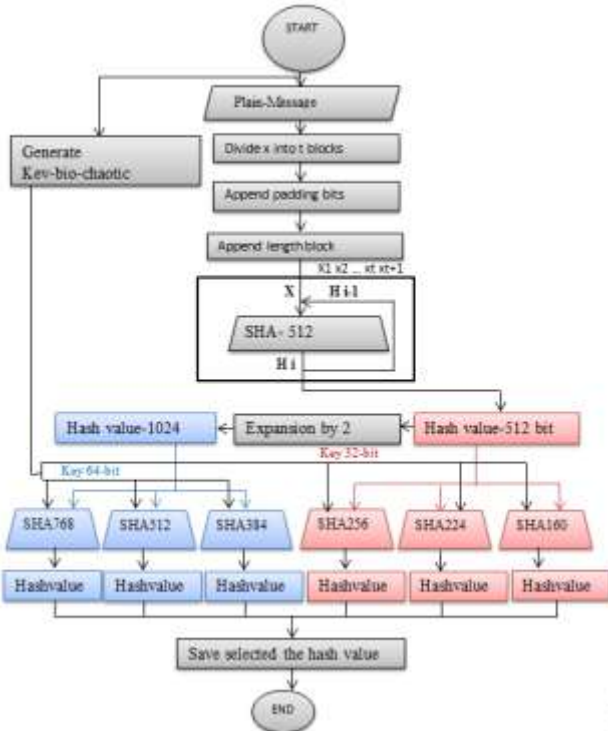 START
Plain-Message
Generate
Key-bio-chaotic
Divide x into t blocks
Append padding bits
Append length block
X1 x2 ... xt xt+1
X
H i-1
SHA- 512
H i
Hash value-1024
Expansion by 2
Hash value-512 bit
Key 64-bit
Key 32-bit
SHA768
SHA512
SHA384
SHA256
SHA224
SHA160
Hashvalue
Hashvalue
Hashvalue
Hashvalue
Hashvalue
Hashvalue
Save selected the hash value
END